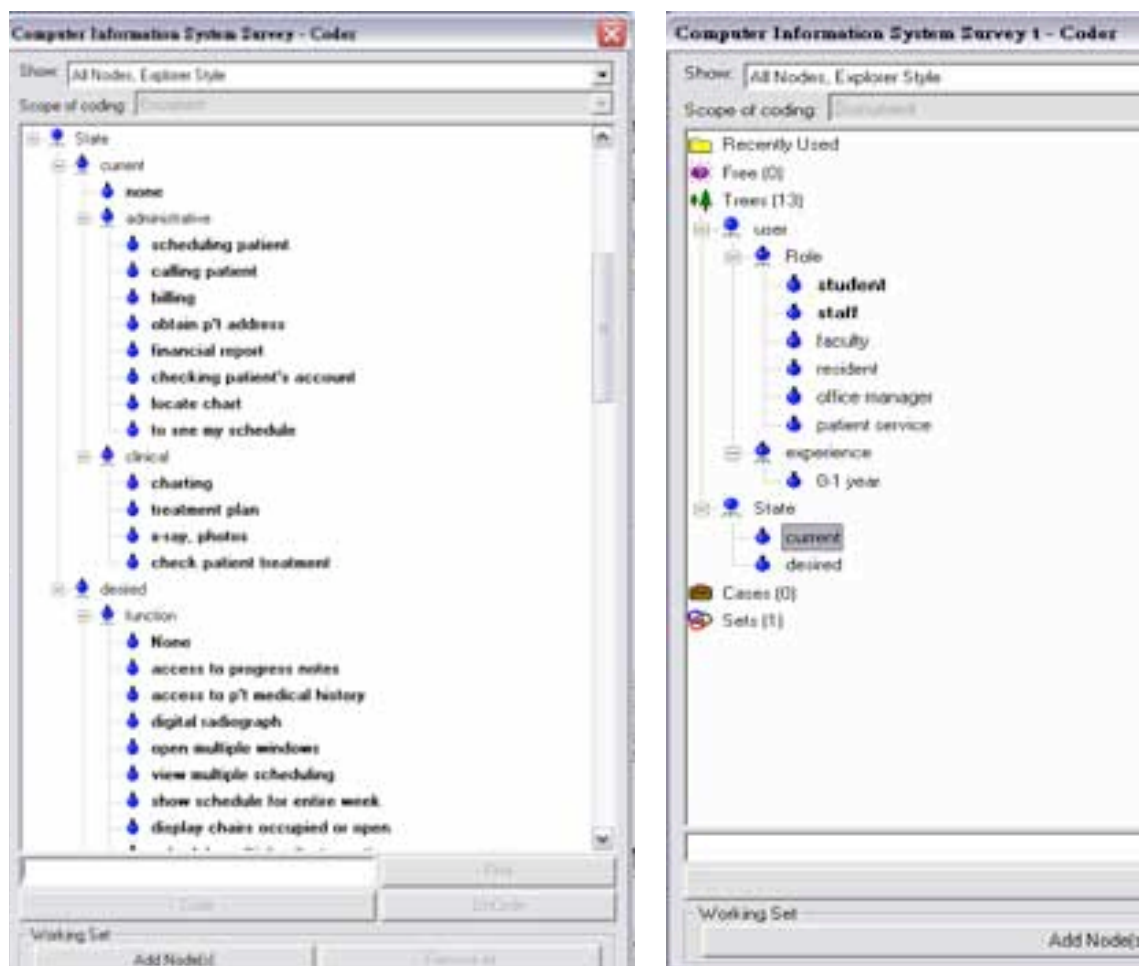 Computer Information System Survey - Coder
Show: All Nodes, Explorer Style
Scope of coding: Document
State
current
none
administrative
scheduling patient
calling patient
billing
obtain p't address
financial report
checking patient's account
locate chart
to see my schedule
clinical
charting
treatment plan
x-ray, photos
check patient treatment
desired
function
None
access to progress notes
access to p't medical history
digital radiograph
open multiple windows
view multiple scheduling
show schedule for entire week
display chairs occupied or open
Code
UnCode
Working Set
Add Node(s)
Remove All
Computer Information System Survey 1 - Coder
Show: All Nodes, Explorer Style
Scope of coding: Document
Recently Used
Free (0)
Trees (13)
user
Role
student
staff
faculty
resident
office manager
patient service
experience
0-1 year
State
current
desired
Cases (0)
Sets (1)
Working Set
Add Node(s